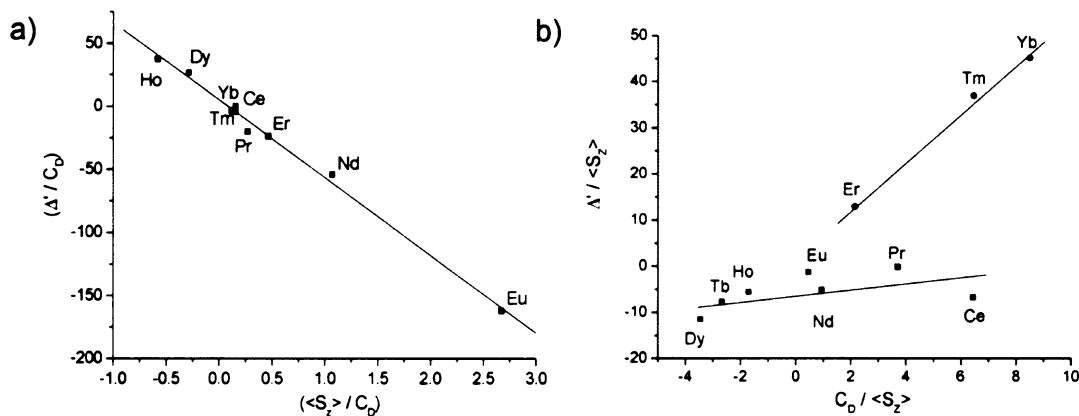 a)
50
0
-50
-100
-150
-200
(Δ' / C_D)
Ho
Dy
Yb
Ce
Tm
Pr
Er
Nd
Eu
-1.0 -0.5 0.0 0.5 1.0 1.5 2.0 2.5 3.0
(<S_z> / C_D)
b)
50
40
30
20
10
0
-10
-20
Δ' / <S_z>
Yb
Tm
Er
Eu
Pr
Ho
Tb
Nd
Ce
Dy
-4 -2 0 2 4 6 8 10
C_D / <S_z>